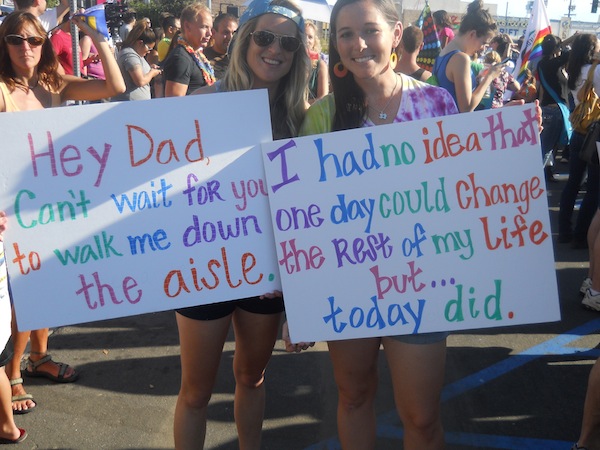 Hey Dad,
Can't wait for you
to walk me down
the aisle.
I had no idea that
one day could change
the Rest of my Life
but...
today did.